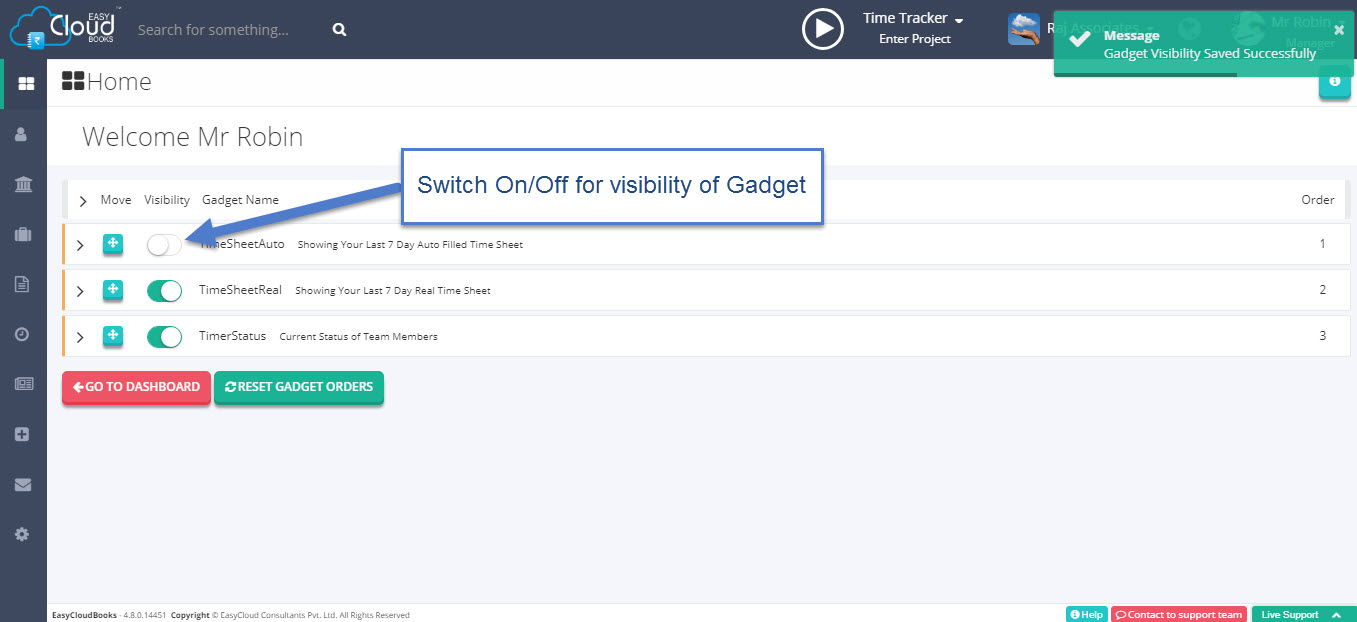 EASY
Cloud
BOOKS
Search for something...
Time Tracker
Enter Project
Raj Associates
Mr Robin
Manager
Message
Gadget Visibility Saved Successfully
Home
Welcome Mr Robin
Switch On/Off for visibility of Gadget
Move Visibility Gadget Name Order
TimeSheetAuto Showing Your Last 7 Day Auto Filled Time Sheet 1
TimeSheetReal Showing Your Last 7 Day Real Time Sheet 2
TimerStatus Current Status of Team Members 3
GO TO DASHBOARD RESET GADGET ORDERS
EasyCloudBooks - 4.8.0.14451 Copyright © EasyCloud Consultants Pvt. Ltd. All Rights Reserved Help Contact to support team Live Support